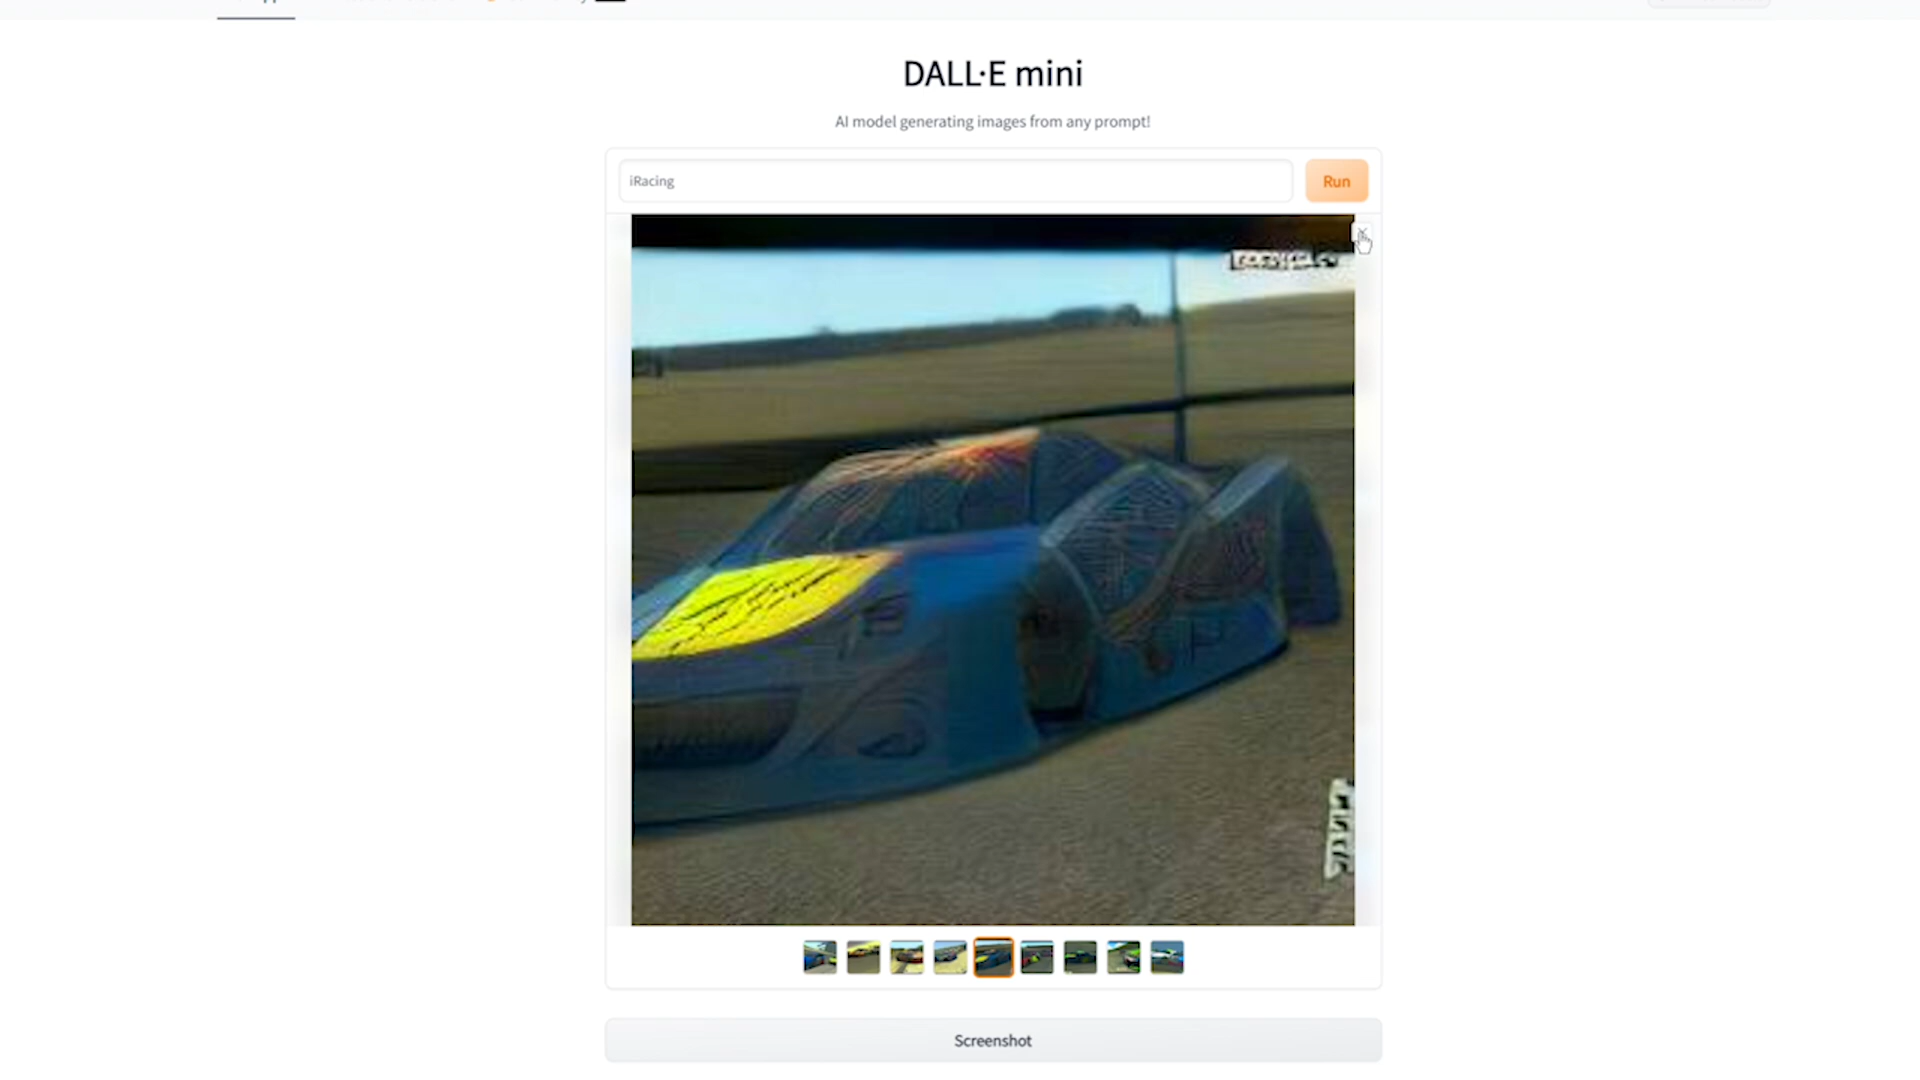 DALL·E mini
AI model generating images from any prompt!
iRacing
Run
Screenshot